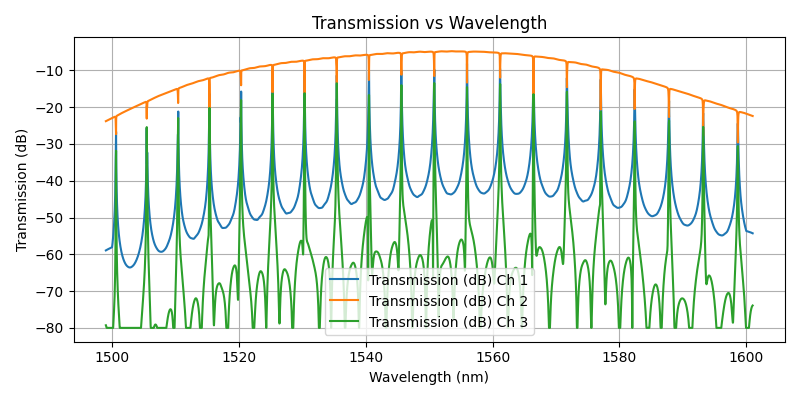 Transmission vs Wavelength
Transmission (dB)
−10
−20
−30
−40
−50
−60
−70
−80
Transmission (dB) Ch 1
Transmission (dB) Ch 2
Transmission (dB) Ch 3
1500
1520
1540
1560
1580
1600
Wavelength (nm)